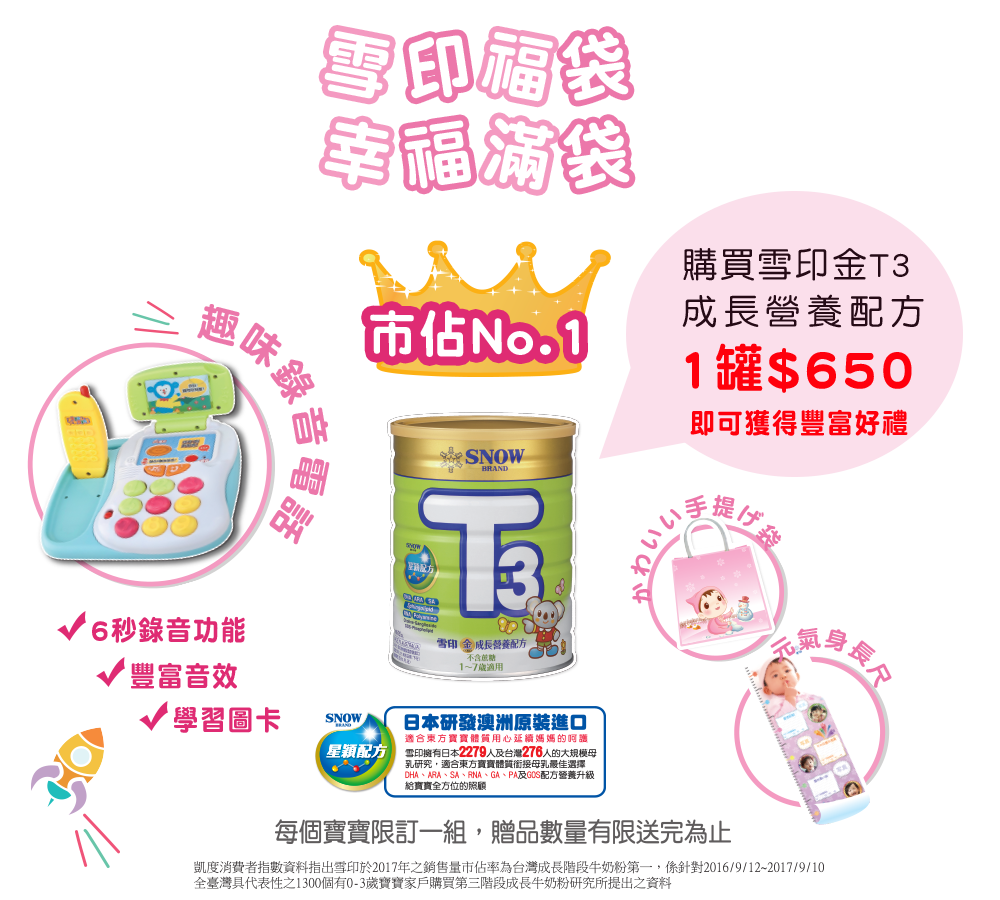 雪印福袋
幸福滿袋
市佔No.1
購買雪印金T3
成長營養配方
1罐$650
即可獲得豐富好禮
趣味錄音電話
6秒錄音功能
豐富音效
學習圖卡
SNOW
BRAND
T3
SNOW
星穎配方
雪印 金 成長營養配方
不含蔗糖
1~7歲適用
かわいい手提げ袋
元氣身長尺
SNOW
BRAND
星穎配方
日本研發澳洲原裝進口
適合東方寶寶體質用心延續媽媽的呵護
雪印擁有日本2279人及台灣276人的大規模母
乳研究，適合東方寶寶體質銜接母乳最佳選擇
DHA、ARA、SA、RNA、GA、PA及GOS配方營養升級
給寶寶全方位的照顧
每個寶寶限訂一組，贈品數量有限送完為止
凱度消費者指數資料指出雪印於2017年之銷售量市佔率為台灣成長階段牛奶粉第一，係針對2016/9/12~2017/9/10
全臺灣具代表性之1300個有0-3歲寶寶家戶購買第三階段成長牛奶粉研究所提出之資料